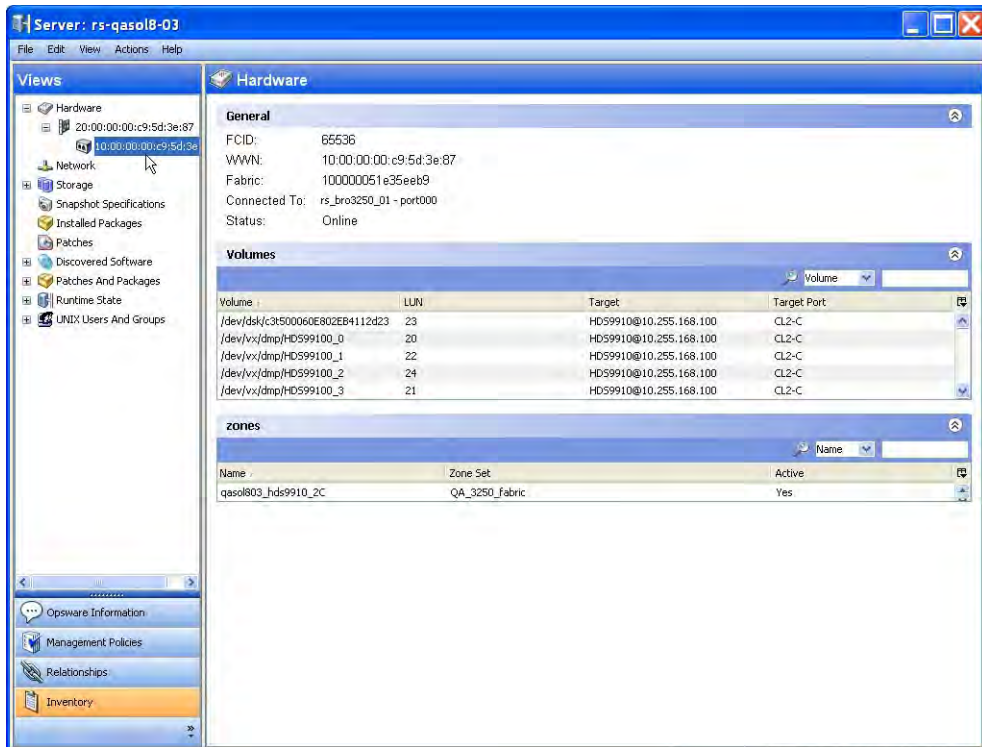 Server: rs-qasol8-03
File Edit View Actions Help
Views
Hardware
20:00:00:00:c9:5d:3e:87
10:00:00:00:c9:5d:3e
Network
Storage
Snapshot Specifications
Installed Packages
Patches
Discovered Software
Patches And Packages
Runtime State
UNIX Users And Groups
Opsware Information
Management Policies
Relationships
Inventory
Hardware
General
FCID: 65536
WWN: 10:00:00:00:c9:5d:3e:87
Fabric: 100000051e35eeb9
Connected To: rs_bro3250_01 - port000
Status: Online
Volumes
Volume
Volume LUN Target Target Port
/dev/dsk/c3t500060E802EB4112d23 23 HDS9910@10.255.168.100 CL2-C
/dev/vx/dmp/HDS99100_0 20 HDS9910@10.255.168.100 CL2-C
/dev/vx/dmp/HDS99100_1 22 HDS9910@10.255.168.100 CL2-C
/dev/vx/dmp/HDS99100_2 24 HDS9910@10.255.168.100 CL2-C
/dev/vx/dmp/HDS99100_3 21 HDS9910@10.255.168.100 CL2-C
zones
Name
Name Zone Set Active
qasol803_hds9910_2C QA_3250_fabric Yes